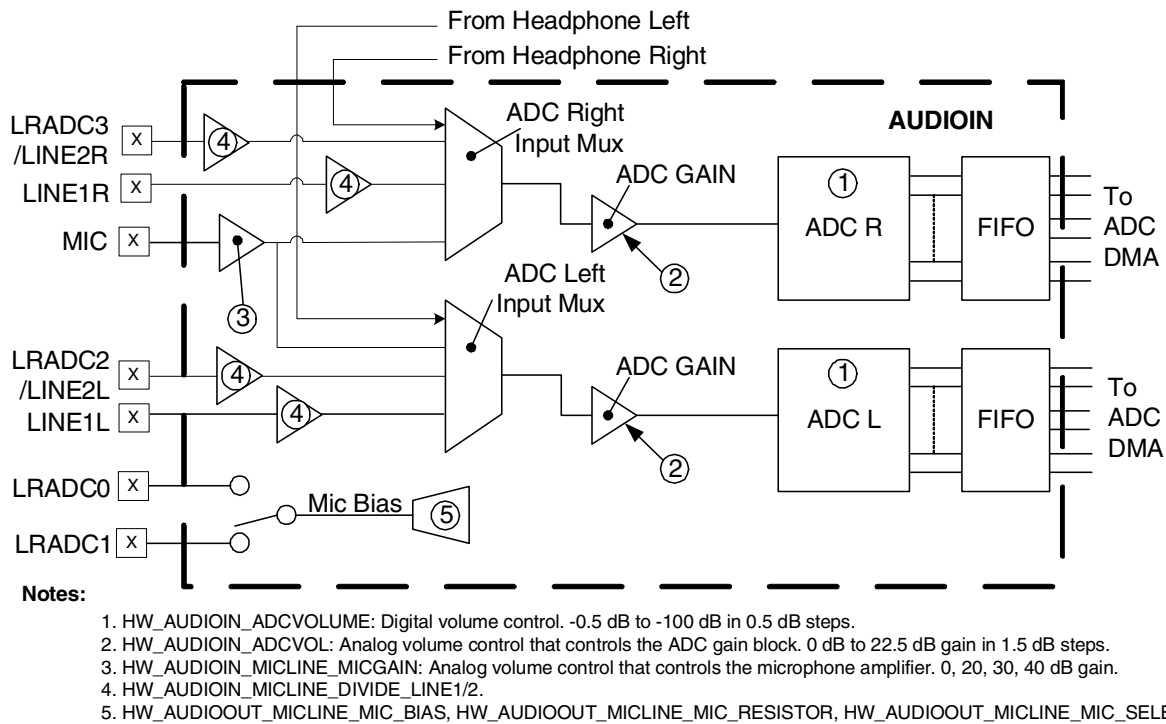 From Headphone Left
From Headphone Right
AUDIOIN
ADC Right
Input Mux
LRADC3
/LINE2R
X
4
LINE1R
X
4
MIC
X
3
ADC GAIN
2
1
ADC R
FIFO
To
ADC
DMA
ADC Left
Input Mux
LRADC2
/LINE2L
X
4
LINE1L
X
4
ADC GAIN
2
1
ADC L
FIFO
To
ADC
DMA
LRADC0
X
Mic Bias
5
LRADC1
X
Notes:
1. HW_AUDIOIN_ADCVOLUME: Digital volume control. -0.5 dB to -100 dB in 0.5 dB steps.
2. HW_AUDIOIN_ADCVOL: Analog volume control that controls the ADC gain block. 0 dB to 22.5 dB gain in 1.5 dB steps.
3. HW_AUDIOIN_MICLINE_MICGAIN: Analog volume control that controls the microphone amplifier. 0, 20, 30, 40 dB gain.
4. HW_AUDIOIN_MICLINE_DIVIDE_LINE1/2.
5. HW_AUDIOOUT_MICLINE_MIC_BIAS, HW_AUDIOOUT_MICLINE_MIC_RESISTOR,